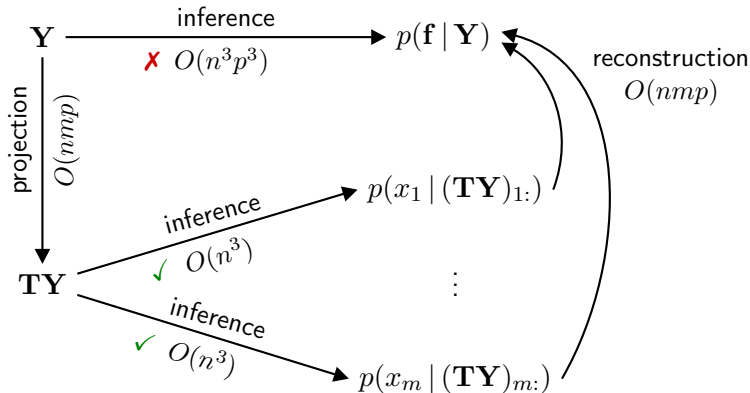 inference
Y
p(f | Y)
✗ O(n³p³)
reconstruction
O(nmp)
projection
O(nmp)
inference
p(x₁ | (TY)₁:)
✓ O(n³)
TY
⋮
inference
✓ O(n³)
p(xₘ | (TY)ₘ:)